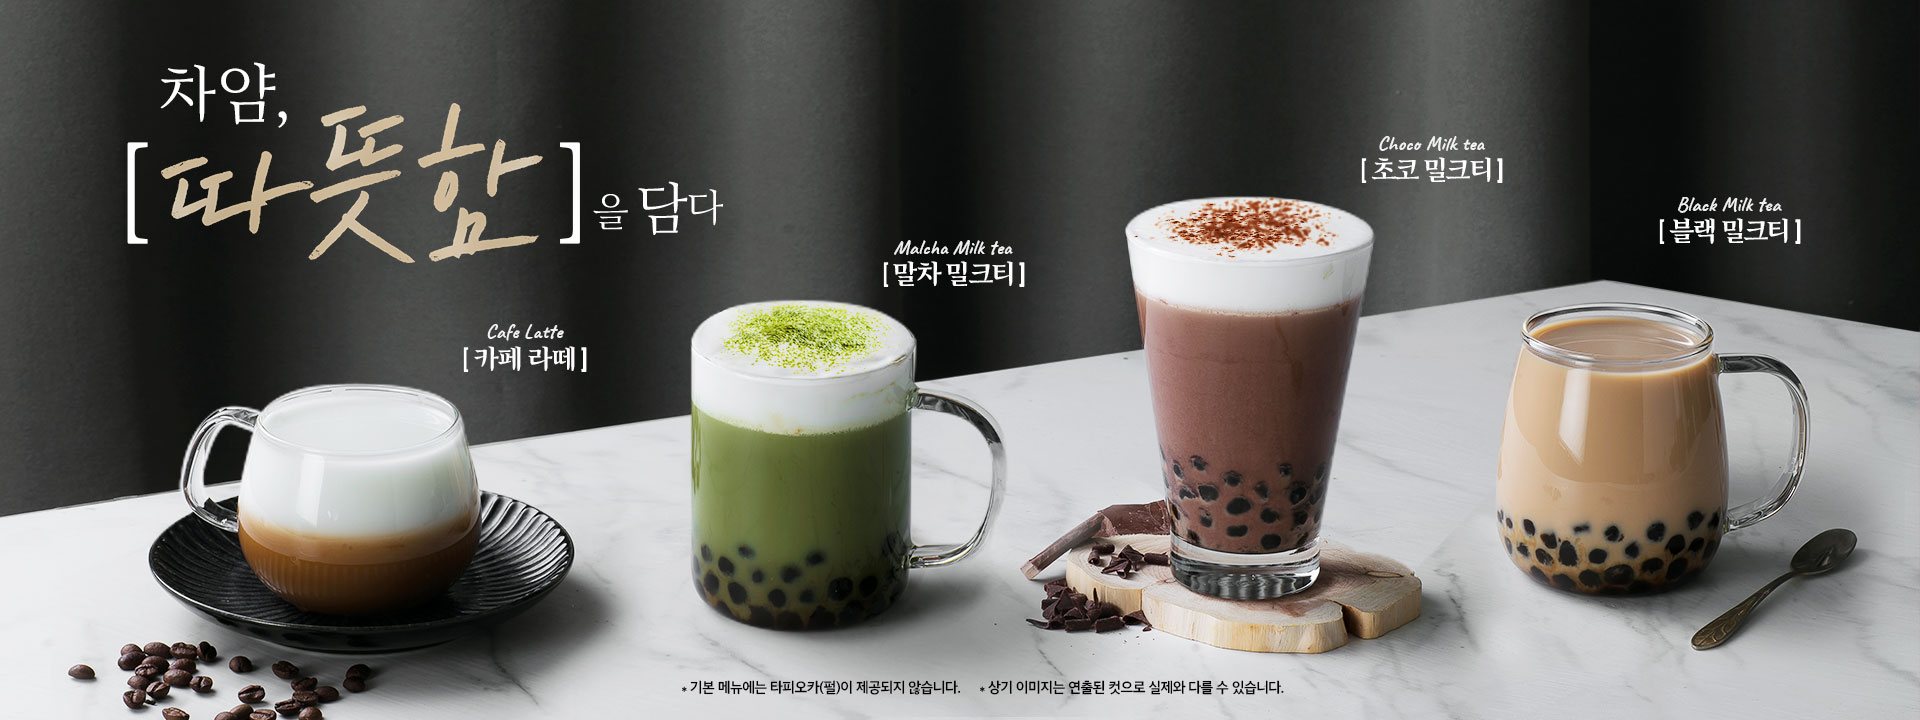 차얌,
[따뜻함]을 담다
Cafe Latte
[카페 라떼]
Malcha Milk tea
[말차 밀크티]
Choco Milk tea
[초코 밀크티]
Black Milk tea
[블랙 밀크티]
* 기본 메뉴에는 타피오카(펄)이 제공되지 않습니다. * 상기 이미지는 연출된 컷으로 실제와 다를 수 있습니다.